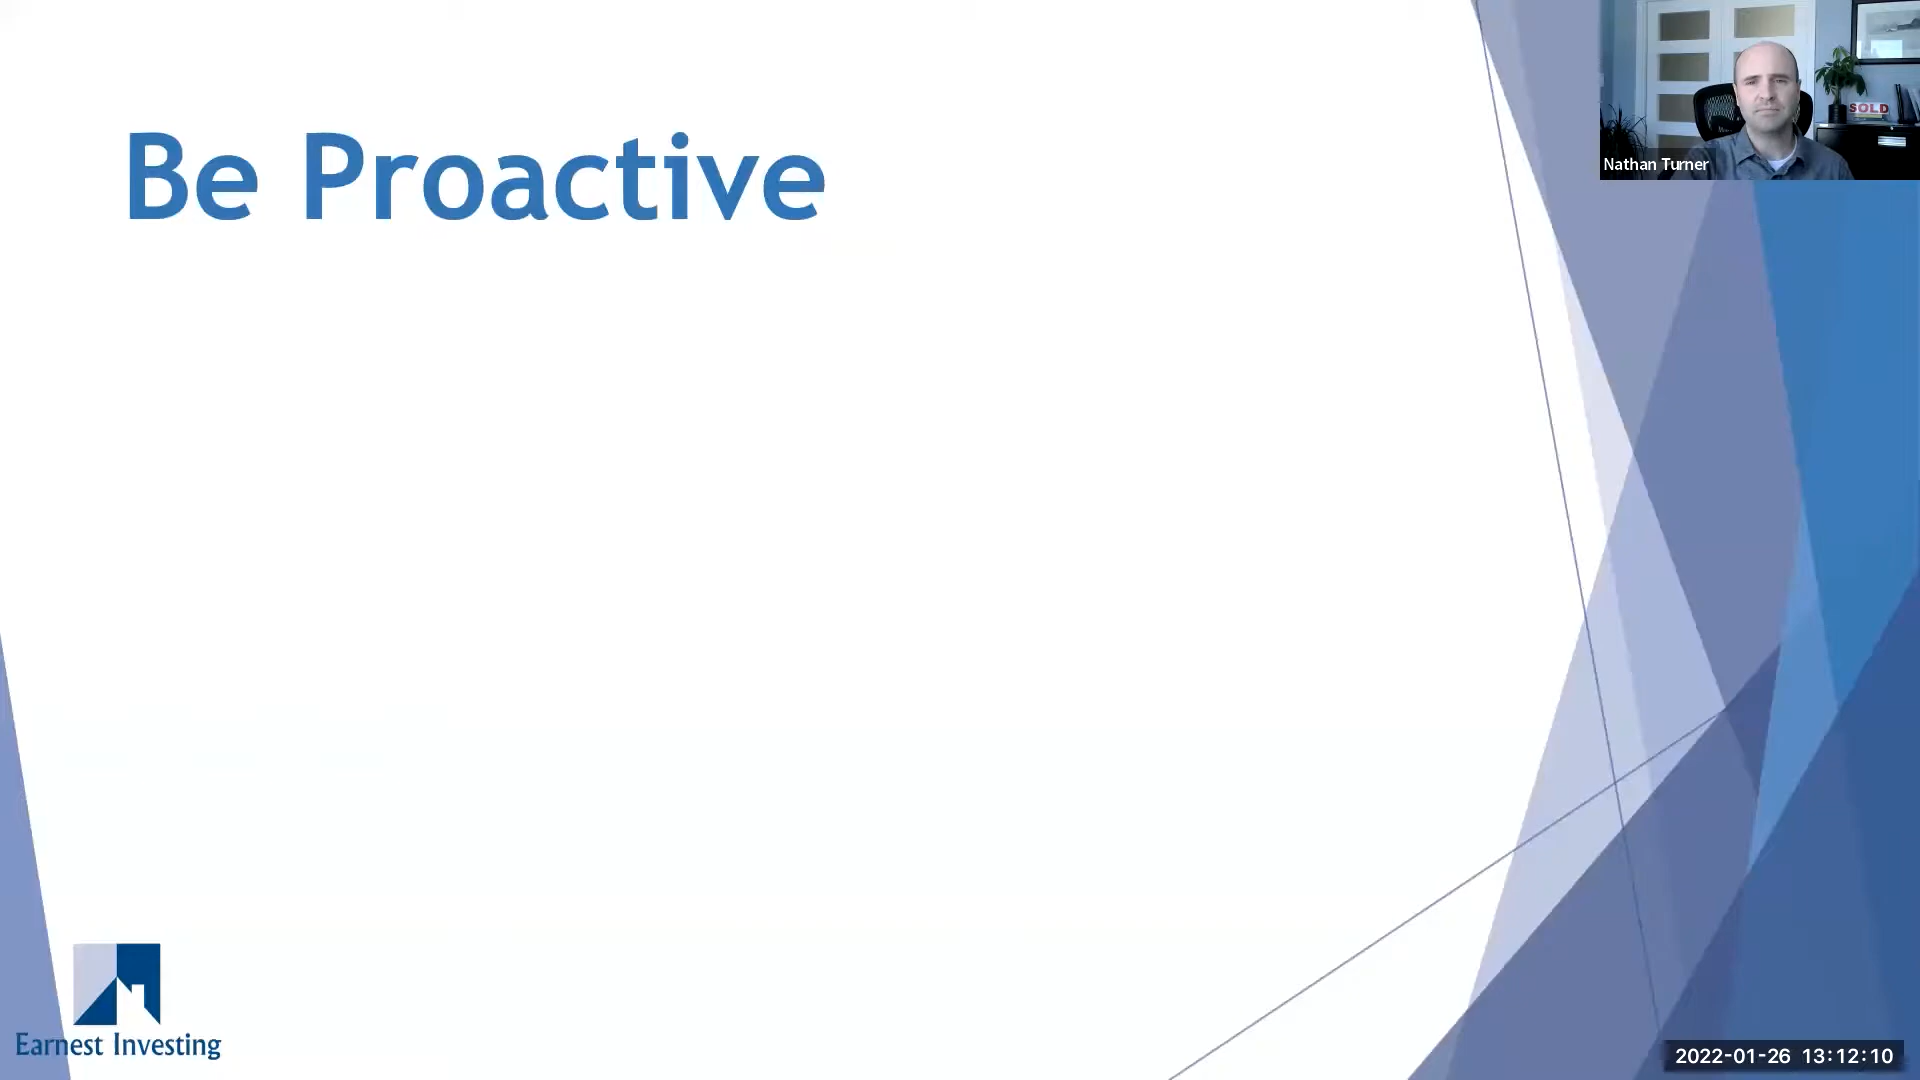 Be Proactive
SOLD
Nathan Turner
Earnest Investing
2022-01-26 13:12:10